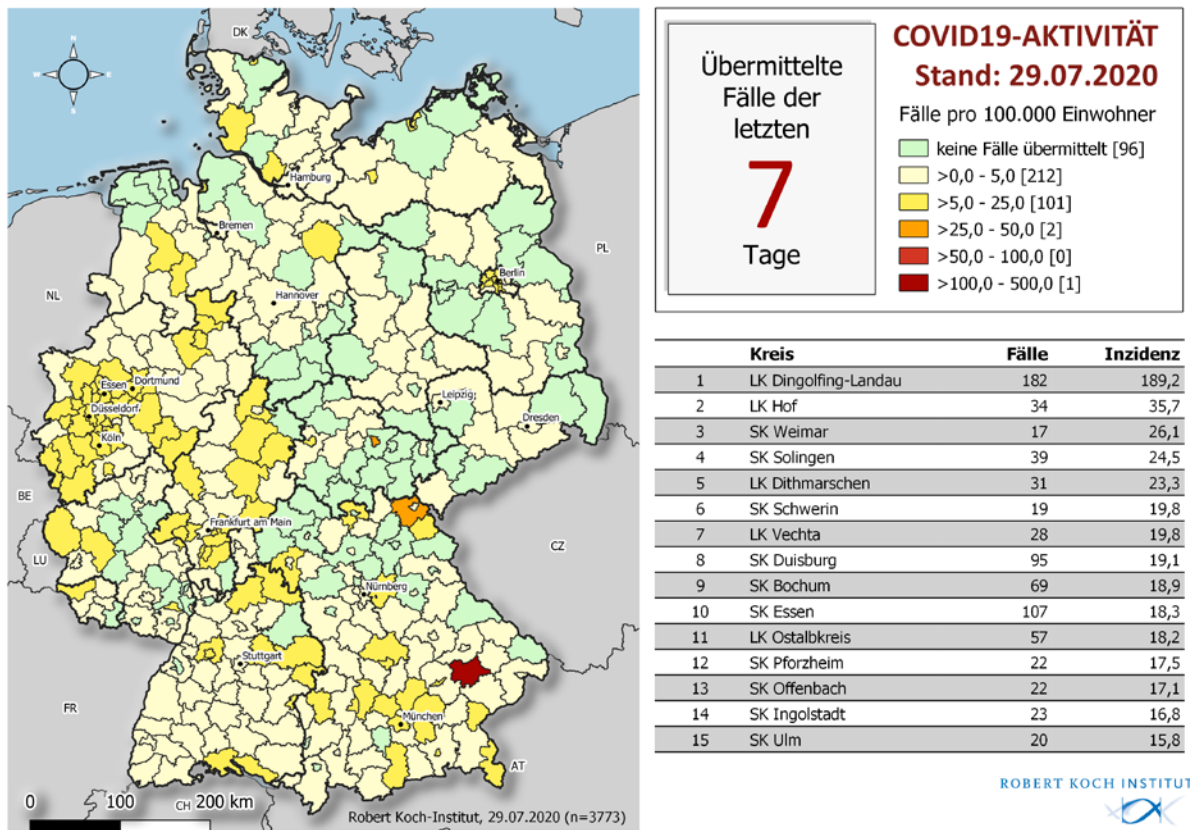 DK
N
W
E
S
Hamburg
Bremen
PL
Berlin
NL
Hannover
Essen
Dortmund
Düsseldorf
Leipzig
Dresden
Köln
BE
Frankfurt am Main
LU
CZ
Nürnberg
Stuttgart
FR
München
AT
CH
0 100 200 km
Robert Koch-Institut, 29.07.2020 (n=3773)
Übermittelte
Fälle der
letzten
7
Tage
COVID19-AKTIVITÄT
Stand: 29.07.2020
Fälle pro 100.000 Einwohner
keine Fälle übermittelt [96]
>0,0 - 5,0 [212]
>5,0 - 25,0 [101]
>25,0 - 50,0 [2]
>50,0 - 100,0 [0]
>100,0 - 500,0 [1]
Kreis Fälle Inzidenz
1 LK Dingolfing-Landau 182 189,2
2 LK Hof 34 35,7
3 SK Weimar 17 26,1
4 SK Solingen 39 24,5
5 LK Dithmarschen 31 23,3
6 SK Schwerin 19 19,8
7 LK Vechta 28 19,8
8 SK Duisburg 95 19,1
9 SK Bochum 69 18,9
10 SK Essen 107 18,3
11 LK Ostalbkreis 57 18,2
12 SK Pforzheim 22 17,5
13 SK Offenbach 22 17,1
14 SK Ingolstadt 23 16,8
15 SK Ulm 20 15,8
ROBERT KOCH INSTITUT